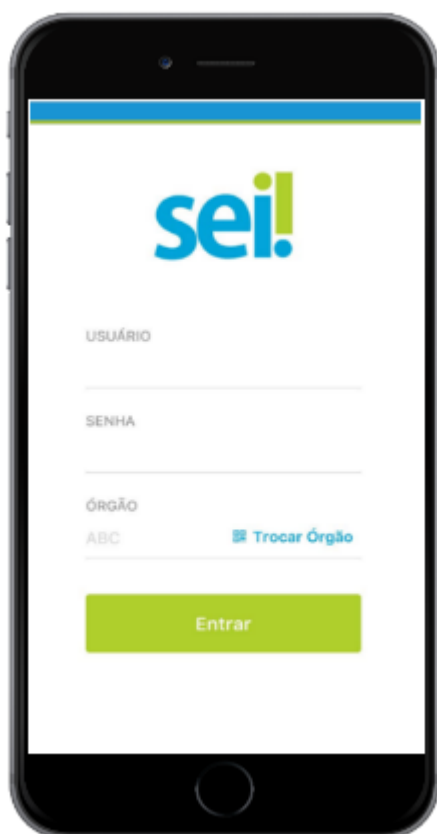 sei!
USUÁRIO
SENHA
ÓRGÃO
ABC Trocar Órgão
Entrar